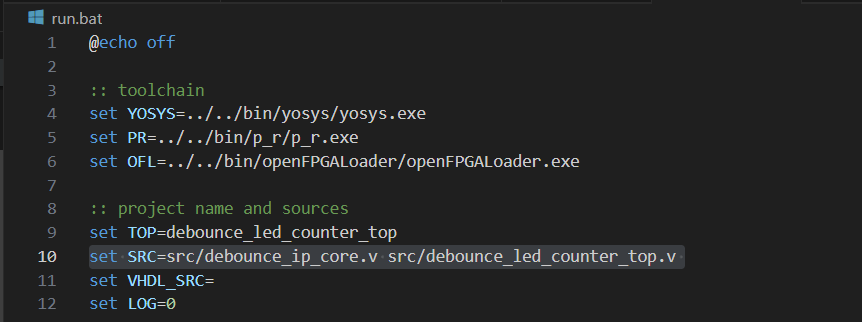 run.bat
1 @echo off
2
3 :: toolchain
4 set YOSYS=../../bin/yosys/yosys.exe
5 set PR=../../bin/p_r/p_r.exe
6 set OFL=../../bin/openFPGALoader/openFPGALoader.exe
7
8 :: project name and sources
9 set TOP=debounce_led_counter_top
10 set SRC=src/debounce_ip_core.v src/debounce_led_counter_top.v
11 set VHDL_SRC=
12 set LOG=0